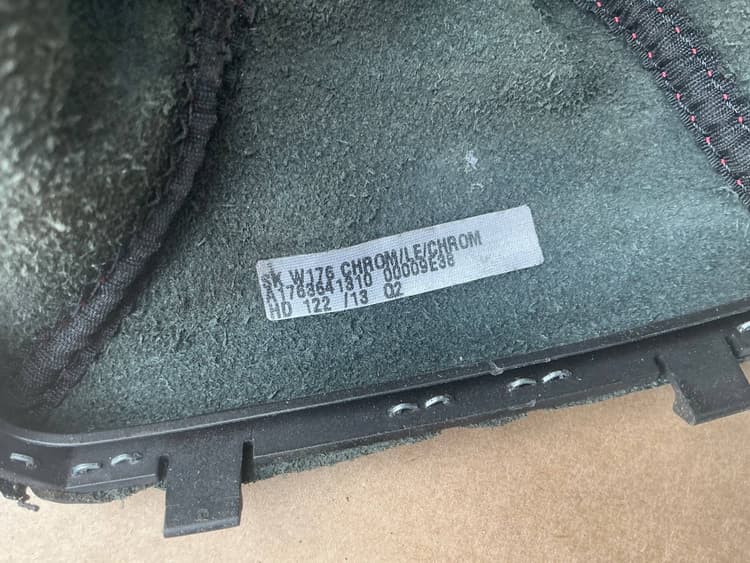 SK W176 CHROM/LE/CHROM
A1763641310 00009E38
HD 122 /13 02